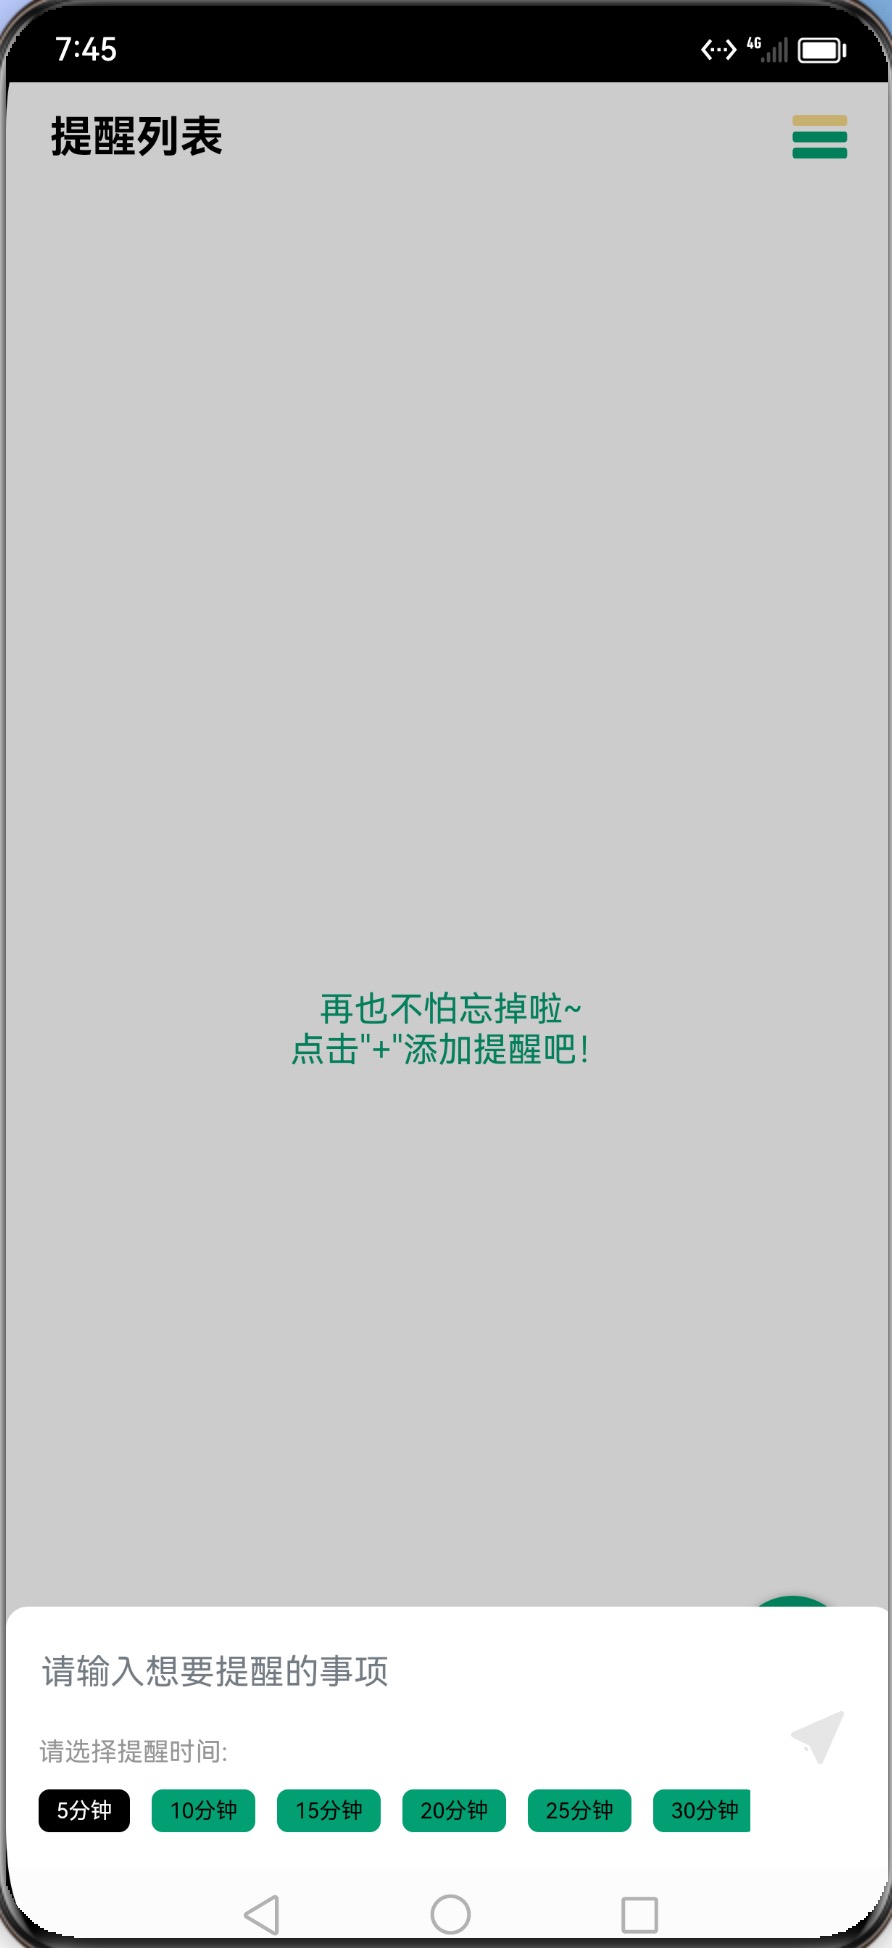 7:45
4G
提醒列表
再也不怕忘掉啦~
点击"+"添加提醒吧!
请输入想要提醒的事项
请选择提醒时间:
5分钟 10分钟 15分钟 20分钟 25分钟 30分钟